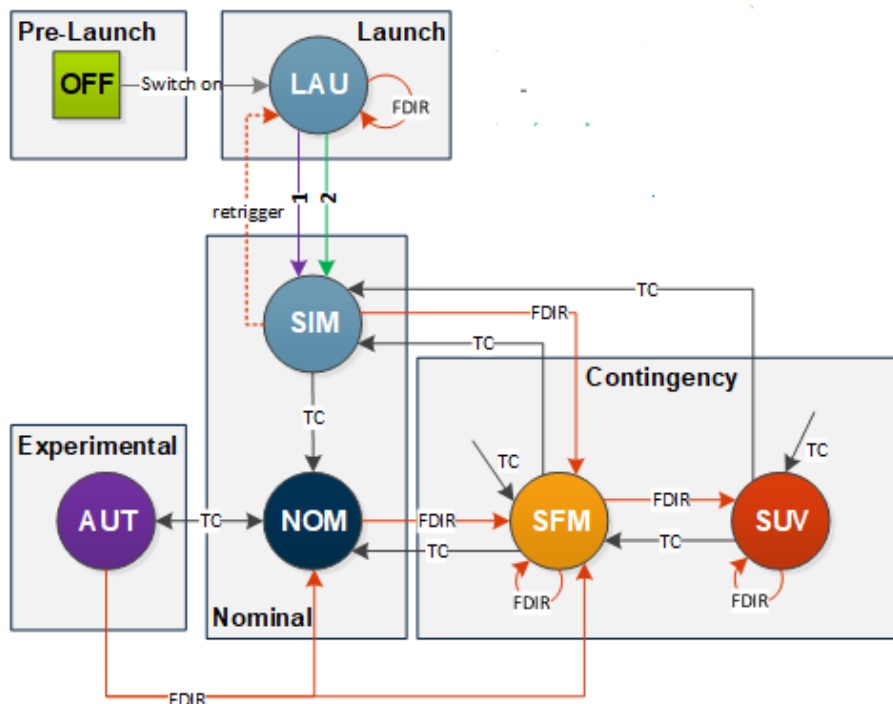 Pre-Launch
Launch
OFF
Switch on
LAU
FDIR
1
2
retrigger
SIM
TC
FDIR
TC
TC
Contingency
Experimental
TC
TC
AUT
TC
NOM
FDIR
SFM
FDIR
SUV
TC
TC
FDIR
FDIR
Nominal
FDIR